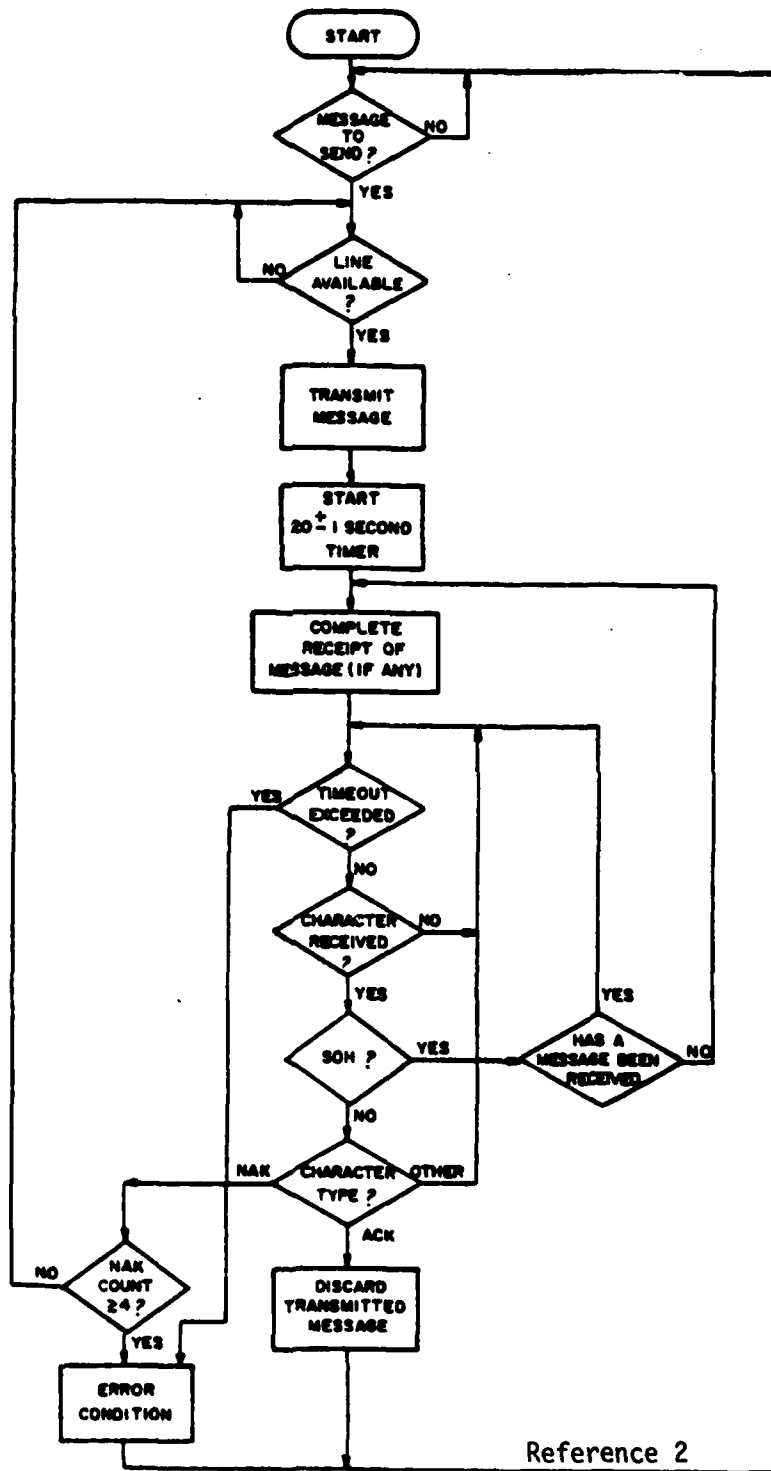 START
MESSAGE
TO
SEND?
NO
YES
LINE
AVAILABLE
?
NO
YES
TRANSMIT
MESSAGE
START
20 ± 1 SECOND
TIMER
COMPLETE
RECEIPT OF
MESSAGE (IF ANY)
TIMEOUT
EXCEEDED
?
YES
NO
CHARACTER
RECEIVED
?
NO
YES
SOH ?
YES
HAS A
MESSAGE BEEN
RECEIVED
YES
NO
NO
CHARACTER
TYPE ?
NAK
OTHER
ACK
NAK
COUNT
≥4?
NO
YES
DISCARD
TRANSMITTED
MESSAGE
ERROR
CONDITION
Reference 2